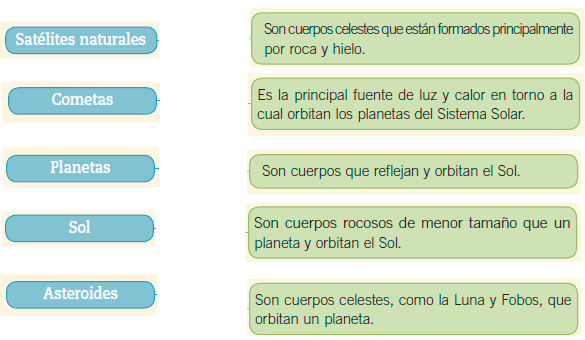 Satélites naturales
Son cuerpos celestes que están formados principalmente
por roca y hielo.
Cometas
Es la principal fuente de luz y calor en torno a la
cual orbitan los planetas del Sistema Solar.
Planetas
Son cuerpos que reflejan y orbitan el Sol.
Sol
Son cuerpos rocosos de menor tamaño que un
planeta y orbitan el Sol.
Asteroides
Son cuerpos celestes, como la Luna y Fobos, que
orbitan un planeta.